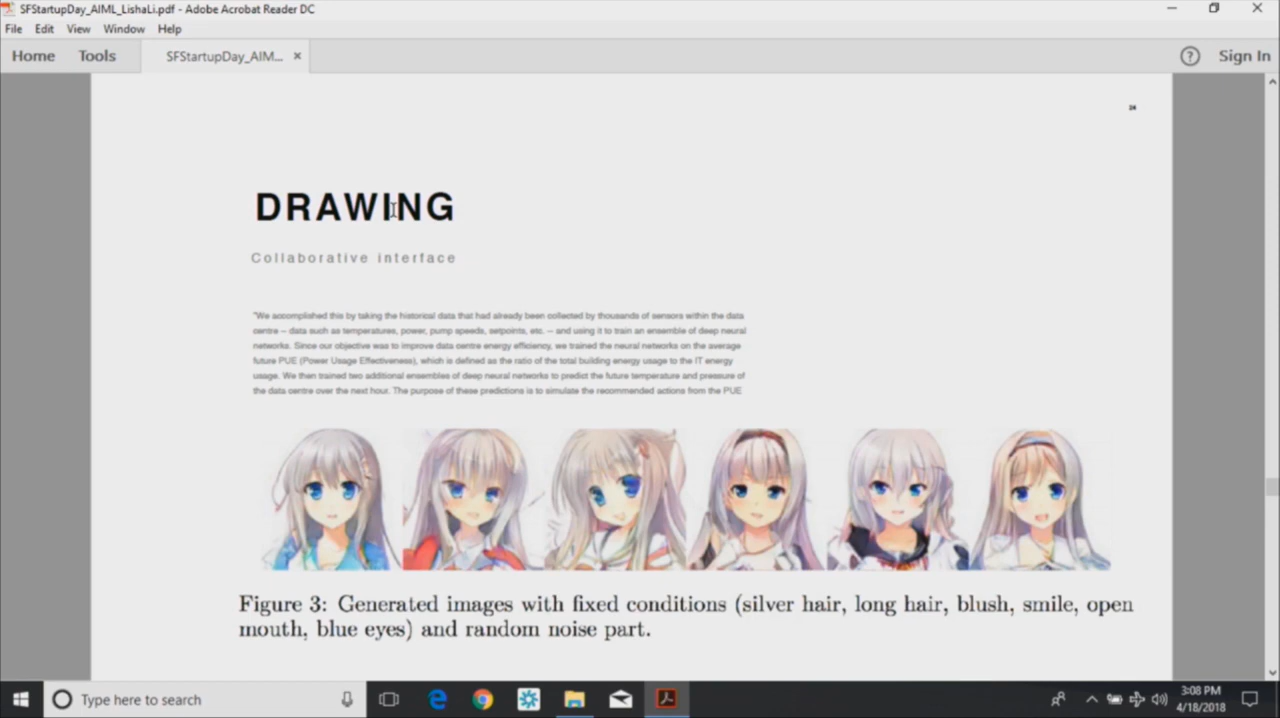 SFStartupDay_AIML_LishaLi.pdf - Adobe Acrobat Reader DC
File Edit View Window Help
Home Tools SFStartupDay_AIM... × ? Sign In
24
DRAWING
Collaborative interface
"We accomplished this by taking the historical data that had already been collected by thousands of sensors within the data
centre – data such as temperatures, power, pump speeds, setpoints, etc. – and using it to train an ensemble of deep neural
networks. Since our objective was to improve data centre energy efficiency, we trained the neural networks on the average
future PUE (Power Usage Effectiveness), which is defined as the ratio of the total building energy usage to the IT energy
usage. We then trained two additional ensembles of deep neural networks to predict the future temperature and pressure of
the data centre over the next hour. The purpose of these predictions is to simulate the recommended actions from the PUE
Figure 3: Generated images with fixed conditions (silver hair, long hair, blush, smile, open
mouth, blue eyes) and random noise part.
Type here to search
3:08 PM
4/18/2018